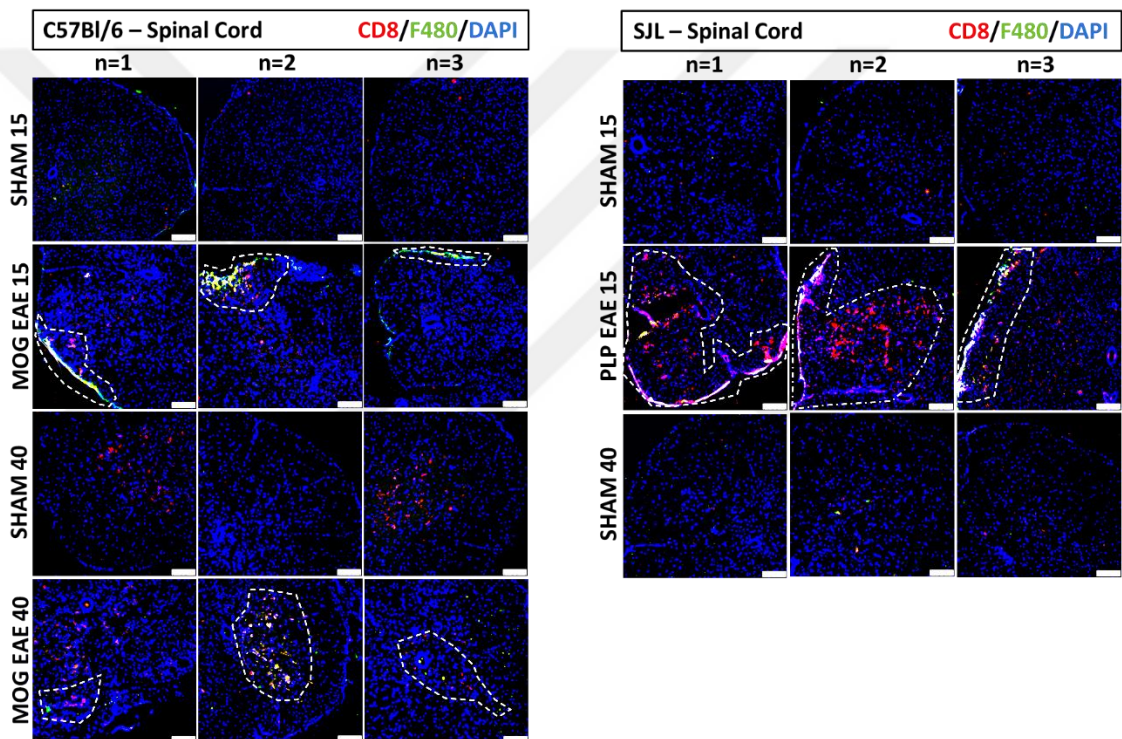 C57Bl/6 – Spinal Cord CD8/F480/DAPI
n=1 n=2 n=3
SHAM 15
MOG EAE 15
SHAM 40
MOG EAE 40
SJL – Spinal Cord CD8/F480/DAPI
n=1 n=2 n=3
SHAM 15
PLP EAE 15
SHAM 40